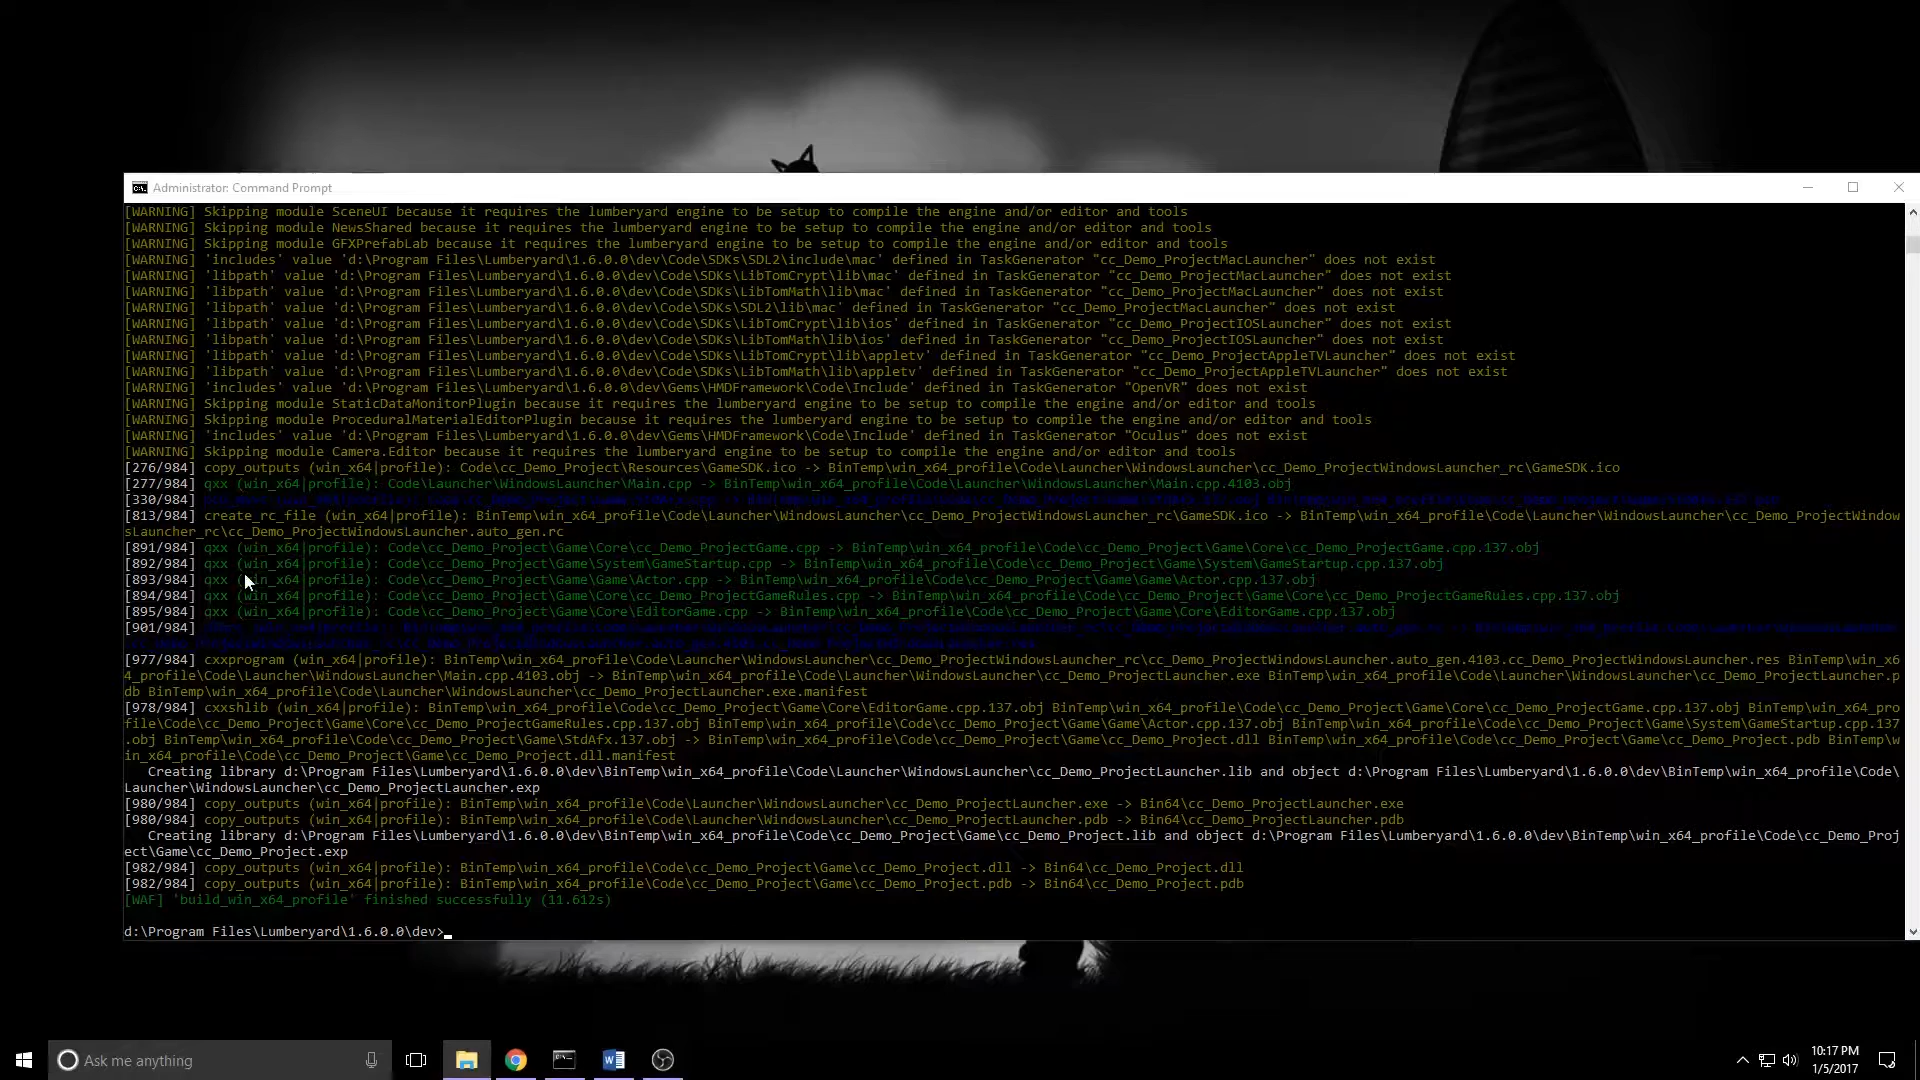 Administrator: Command Prompt
[WARNING] Skipping module SceneUI because it requires the lumberyard engine to be setup to compile the engine and/or editor and tools
[WARNING] Skipping module NewsShared because it requires the lumberyard engine to be setup to compile the engine and/or editor and tools
[WARNING] Skipping module GFXPrefabLab because it requires the lumberyard engine to be setup to compile the engine and/or editor and tools
[WARNING] 'includes' value 'd:\Program Files\Lumberyard\1.6.0.0\dev\Code\SDKs\SDL2\include\mac' defined in TaskGenerator "cc_Demo_ProjectMacLauncher" does not exist
[WARNING] 'libpath' value 'd:\Program Files\Lumberyard\1.6.0.0\dev\Code\SDKs\LibTomCrypt\lib\mac' defined in TaskGenerator "cc_Demo_ProjectMacLauncher" does not exist
[WARNING] 'libpath' value 'd:\Program Files\Lumberyard\1.6.0.0\dev\Code\SDKs\LibTomMath\lib\mac' defined in TaskGenerator "cc_Demo_ProjectMacLauncher" does not exist
[WARNING] 'libpath' value 'd:\Program Files\Lumberyard\1.6.0.0\dev\Code\SDKs\SDL2\lib\mac' defined in TaskGenerator "cc_Demo_ProjectMacLauncher" does not exist
[WARNING] 'libpath' value 'd:\Program Files\Lumberyard\1.6.0.0\dev\Code\SDKs\LibTomCrypt\lib\ios' defined in TaskGenerator "cc_Demo_ProjectIOSLauncher" does not exist
[WARNING] 'libpath' value 'd:\Program Files\Lumberyard\1.6.0.0\dev\Code\SDKs\LibTomMath\lib\ios' defined in TaskGenerator "cc_Demo_ProjectIOSLauncher" does not exist
[WARNING] 'libpath' value 'd:\Program Files\Lumberyard\1.6.0.0\dev\Code\SDKs\LibTomCrypt\lib\appletv' defined in TaskGenerator "cc_Demo_ProjectAppleTVLauncher" does not exist
[WARNING] 'libpath' value 'd:\Program Files\Lumberyard\1.6.0.0\dev\Code\SDKs\LibTomMath\lib\appletv' defined in TaskGenerator "cc_Demo_ProjectAppleTVLauncher" does not exist
[WARNING] 'includes' value 'd:\Program Files\Lumberyard\1.6.0.0\dev\Gems\HMDFramework\Code\Include' defined in TaskGenerator "OpenVR" does not exist
[WARNING] Skipping module StaticDataMonitorPlugin because it requires the lumberyard engine to be setup to compile the engine and/or editor and tools
[WARNING] Skipping module ProceduralMaterialEditorPlugin because it requires the lumberyard engine to be setup to compile the engine and/or editor and tools
[WARNING] 'includes' value 'd:\Program Files\Lumberyard\1.6.0.0\dev\Gems\HMDFramework\Code\Include' defined in TaskGenerator "Oculus" does not exist
[WARNING] Skipping module Camera.Editor because it requires the lumberyard engine to be setup to compile the engine and/or editor and tools
[276/984] copy_outputs (win_x64|profile): Code\cc_Demo_Project\Resources\GameSDK.ico -> BinTemp\win_x64_profile\Code\Launcher\WindowsLauncher\cc_Demo_ProjectWindowsLauncher_rc\GameSDK.ico
[277/984] qxx (win_x64|profile): Code\Launcher\WindowsLauncher\Main.cpp -> BinTemp\win_x64_profile\Code\Launcher\WindowsLauncher\Main.cpp.4103.obj
[330/984]
[813/984] create_rc_file (win_x64|profile): BinTemp\win_x64_profile\Code\Launcher\WindowsLauncher\cc_Demo_ProjectWindowsLauncher_rc\GameSDK.ico -> BinTemp\win_x64_profile\Code\Launcher\WindowsLauncher\cc_Demo_ProjectWindow
sLauncher_rc\cc_Demo_ProjectWindowsLauncher.auto_gen.rc
[891/984] qxx (win_x64|profile): Code\cc_Demo_Project\Game\Core\cc_Demo_ProjectGame.cpp -> BinTemp\win_x64_profile\Code\cc_Demo_Project\Game\Core\cc_Demo_ProjectGame.cpp.137.obj
[892/984] qxx (win_x64|profile): Code\cc_Demo_Project\Game\System\GameStartup.cpp -> BinTemp\win_x64_profile\Code\cc_Demo_Project\Game\System\GameStartup.cpp.137.obj
[893/984] qxx (win_x64|profile): Code\cc_Demo_Project\Game\Game\Actor.cpp -> BinTemp\win_x64_profile\Code\cc_Demo_Project\Game\Game\Actor.cpp.137.obj
[894/984] qxx (win_x64|profile): Code\cc_Demo_Project\Game\Core\cc_Demo_ProjectGameRules.cpp -> BinTemp\win_x64_profile\Code\cc_Demo_Project\Game\Core\cc_Demo_ProjectGameRules.cpp.137.obj
[895/984] qxx (win_x64|profile): Code\cc_Demo_Project\Game\Core\EditorGame.cpp -> BinTemp\win_x64_profile\Code\cc_Demo_Project\Game\Core\EditorGame.cpp.137.obj
[901/984]
[977/984] cxxprogram (win_x64|profile): BinTemp\win_x64_profile\Code\Launcher\WindowsLauncher\cc_Demo_ProjectWindowsLauncher_rc\cc_Demo_ProjectWindowsLauncher.auto_gen.4103.cc_Demo_ProjectWindowsLauncher.res BinTemp\win_x6
4_profile\Code\Launcher\WindowsLauncher\Main.cpp.4103.obj -> BinTemp\win_x64_profile\Code\Launcher\WindowsLauncher\cc_Demo_ProjectLauncher.exe BinTemp\win_x64_profile\Code\Launcher\WindowsLauncher\cc_Demo_ProjectLauncher.p
db BinTemp\win_x64_profile\Code\Launcher\WindowsLauncher\cc_Demo_ProjectLauncher.exe.manifest
[978/984] cxxshlib (win_x64|profile): BinTemp\win_x64_profile\Code\cc_Demo_Project\Game\Core\EditorGame.cpp.137.obj BinTemp\win_x64_profile\Code\cc_Demo_Project\Game\Core\cc_Demo_ProjectGame.cpp.137.obj BinTemp\win_x64_pro
file\Code\cc_Demo_Project\Game\Core\cc_Demo_ProjectGameRules.cpp.137.obj BinTemp\win_x64_profile\Code\cc_Demo_Project\Game\Game\Actor.cpp.137.obj BinTemp\win_x64_profile\Code\cc_Demo_Project\Game\System\GameStartup.cpp.137
.obj BinTemp\win_x64_profile\Code\cc_Demo_Project\Game\StdAfx.137.obj -> BinTemp\win_x64_profile\Code\cc_Demo_Project\Game\cc_Demo_Project.dll BinTemp\win_x64_profile\Code\cc_Demo_Project\Game\cc_Demo_Project.pdb BinTemp\w
in_x64_profile\Code\cc_Demo_Project\Game\cc_Demo_Project.dll.manifest
Creating library d:\Program Files\Lumberyard\1.6.0.0\dev\BinTemp\win_x64_profile\Code\Launcher\WindowsLauncher\cc_Demo_ProjectLauncher.lib and object d:\Program Files\Lumberyard\1.6.0.0\dev\BinTemp\win_x64_profile\Code\
Launcher\WindowsLauncher\cc_Demo_ProjectLauncher.exp
[980/984] copy_outputs (win_x64|profile): BinTemp\win_x64_profile\Code\Launcher\WindowsLauncher\cc_Demo_ProjectLauncher.exe -> Bin64\cc_Demo_ProjectLauncher.exe
[980/984] copy_outputs (win_x64|profile): BinTemp\win_x64_profile\Code\Launcher\WindowsLauncher\cc_Demo_ProjectLauncher.pdb -> Bin64\cc_Demo_ProjectLauncher.pdb
Creating library d:\Program Files\Lumberyard\1.6.0.0\dev\BinTemp\win_x64_profile\Code\cc_Demo_Project\Game\cc_Demo_Project.lib and object d:\Program Files\Lumberyard\1.6.0.0\dev\BinTemp\win_x64_profile\Code\cc_Demo_Proj
ect\Game\cc_Demo_Project.exp
[982/984] copy_outputs (win_x64|profile): BinTemp\win_x64_profile\Code\cc_Demo_Project\Game\cc_Demo_Project.dll -> Bin64\cc_Demo_Project.dll
[982/984] copy_outputs (win_x64|profile): BinTemp\win_x64_profile\Code\cc_Demo_Project\Game\cc_Demo_Project.pdb -> Bin64\cc_Demo_Project.pdb
[WAF] 'build_win_x64_profile' finished successfully (11.612s)
d:\Program Files\Lumberyard\1.6.0.0\dev>
Ask me anything
10:17 PM
1/5/2017